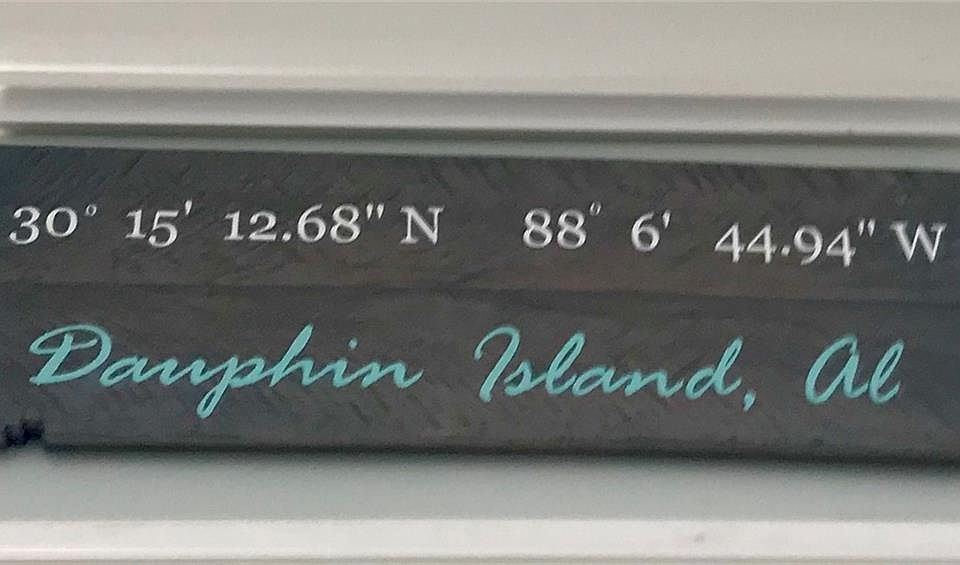 30° 15' 12.68" N 88° 6' 44.94" W
Dauphin Island, Al